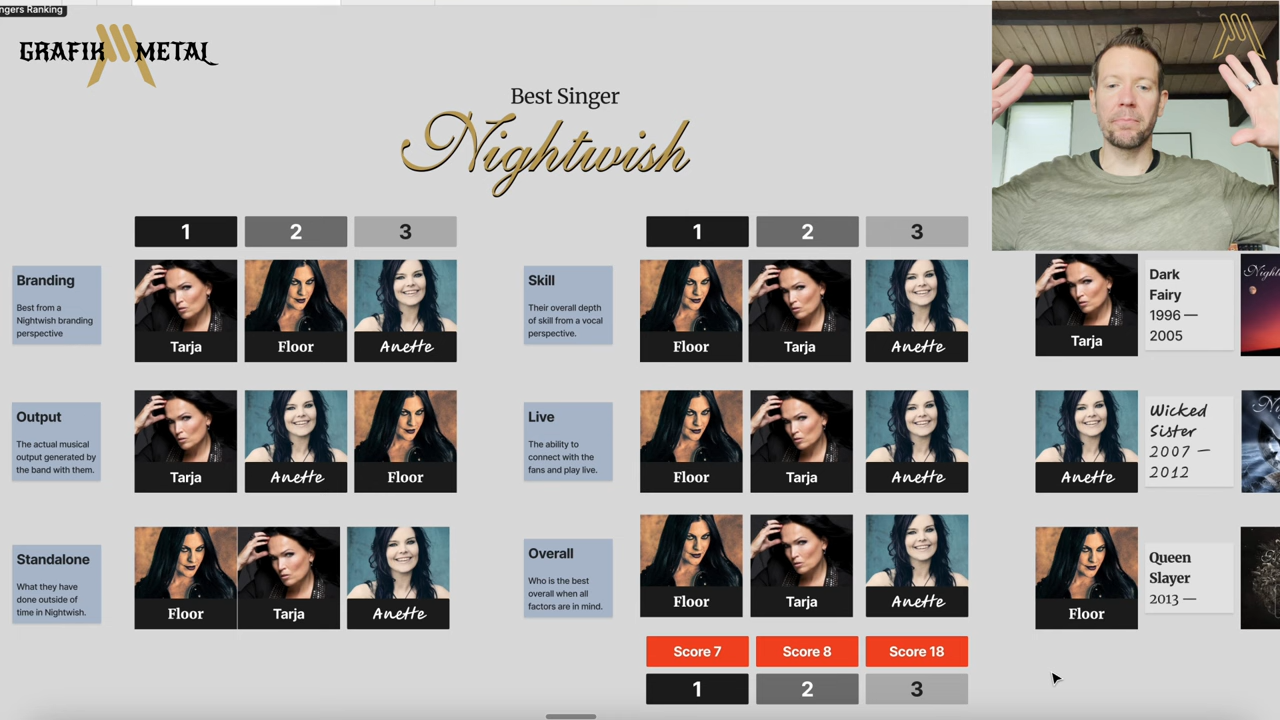 ngers Ranking
GRAFIK METAL
Best Singer
Nightwish
1
2
3
Branding
Best from a
Nightwish branding
perspective
Tarja
Floor
Anette
Output
The actual musical
output generated by
the band with them.
Tarja
Anette
Floor
Standalone
What they have
done outside of
time in Nightwish.
Floor
Tarja
Anette
1
2
3
Skill
Their overall depth
of skill from a vocal
perspective.
Floor
Tarja
Anette
Live
The ability to
connect with the
fans and play live.
Floor
Tarja
Anette
Overall
Who is the best
overall when all
factors are in mind.
Floor
Tarja
Anette
Score 7
Score 8
Score 18
1
2
3
Tarja
Dark
Fairy
1996 —
2005
Anette
Wicked
Sister
2007 —
2012
Floor
Queen
Slayer
2013 —